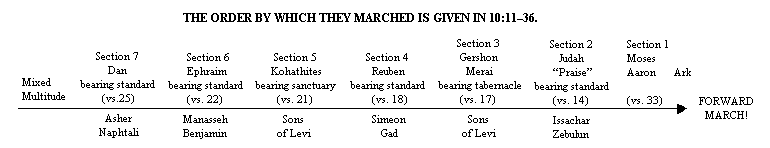 THE ORDER BY WHICH THEY MARCHED IS GIVEN IN 10:11–36.
Mixed
Multitude
Section 7
Dan
bearing standard
(vs.25)
Asher
Naphtali
Section 6
Ephraim
bearing standard
(vs. 22)
Manasseh
Benjamin
Section 5
Kohathites
bearing sanctuary
(vs. 21)
Sons
of Levi
Section 4
Reuben
bearing standard
(vs. 18)
Simeon
Gad
Section 3
Gershon
Merai
bearing tabernacle
(vs. 17)
Sons
of Levi
Section 2
Judah
“Praise”
bearing standard
(vs. 14)
Issachar
Zebulun
Section 1
Moses
Aaron
Ark
(vs. 33)
FORWARD
MARCH!